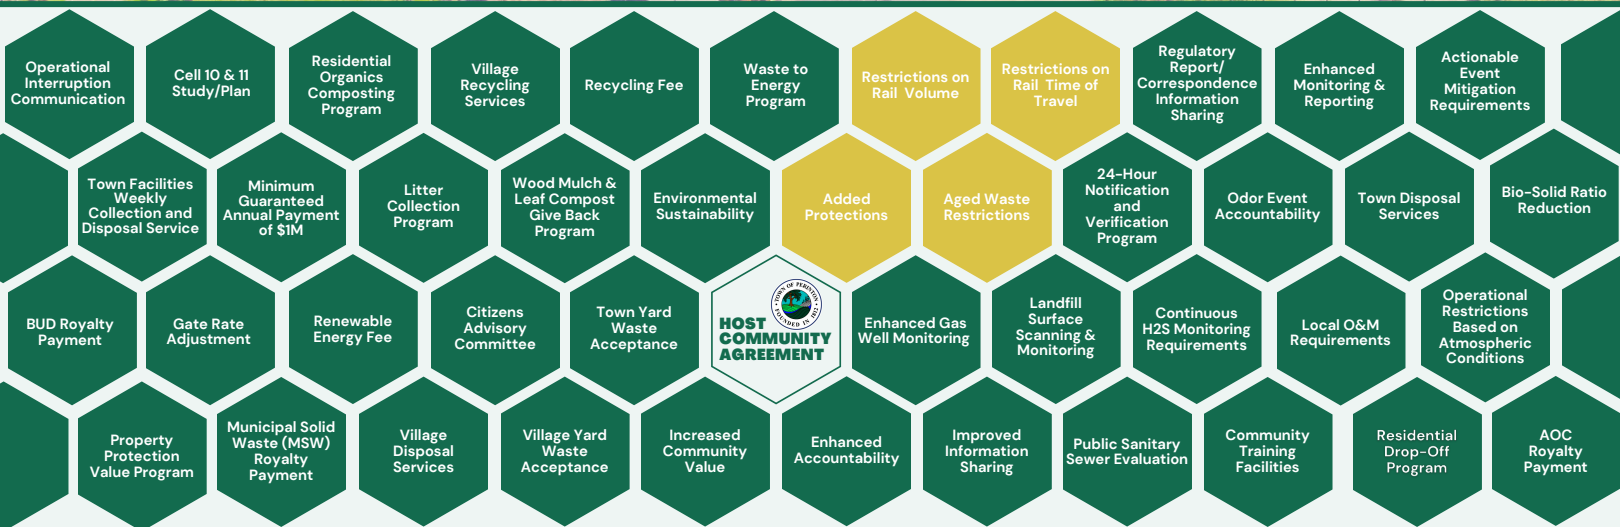 Operational
Interruption
Communication
Cell 10 & 11
Study/Plan
Residential
Organics
Composting
Program
Village
Recycling
Services
Recycling Fee
Waste to
Energy
Program
Restrictions on
Rail Volume
Restrictions on
Rail Time of
Travel
Regulatory
Report/
Correspondence
Information
Sharing
Enhanced
Monitoring &
Reporting
Actionable
Event
Mitigation
Requirements
Town Facilities
Weekly
Collection and
Disposal Service
Minimum
Guaranteed
Annual Payment
of $1M
Litter
Collection
Program
Wood Mulch &
Leaf Compost
Give Back
Program
Environmental
Sustainability
Added
Protections
Aged Waste
Restrictions
24-Hour
Notification
and
Verification
Program
Odor Event
Accountability
Town Disposal
Services
Bio-Solid Ratio
Reduction
BUD Royalty
Payment
Gate Rate
Adjustment
Renewable
Energy Fee
Citizens
Advisory
Committee
Town Yard
Waste
Acceptance
TOWN OF PERINTON
FOUNDED IN 1812
HOST
COMMUNITY
AGREEMENT
Enhanced Gas
Well Monitoring
Landfill
Surface
Scanning &
Monitoring
Continuous
H2S Monitoring
Requirements
Local O&M
Requirements
Operational
Restrictions
Based on
Atmospheric
Conditions
Property
Protection
Value Program
Municipal Solid
Waste (MSW)
Royalty
Payment
Village
Disposal
Services
Village Yard
Waste
Acceptance
Increased
Community
Value
Enhanced
Accountability
Improved
Information
Sharing
Public Sanitary
Sewer Evaluation
Community
Training
Facilities
Residential
Drop-Off
Program
AOC
Royalty
Payment